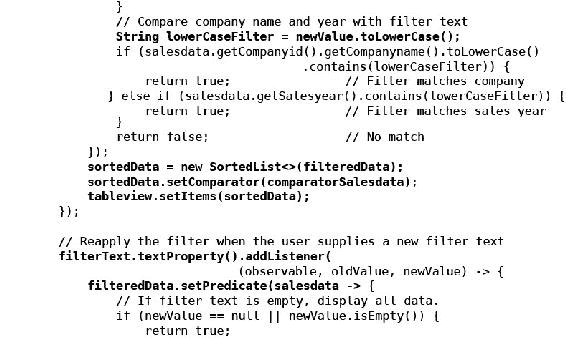 }
// Compare company name and year with filter text
String lowerCaseFilter = newValue.toLowerCase();
if (salesdata.getCompanyid().getCompanyname().toLowerCase()
.contains(lowerCaseFilter)) {
return true; // Filter matches company
} else if (salesdata.getSalesyear().contains(lowerCaseFilter)) {
return true; // Filter matches sales year
}
return false; // No match
});
sortedData = new SortedList<>(filteredData);
sortedData.setComparator(comparatorSalesdata);
tableview.setItems(sortedData);
});
// Reapply the filter when the user supplies a new filter text
filterText.textProperty().addListener(
(observable, oldValue, newValue) -> {
filteredData.setPredicate(salesdata -> {
// If filter text is empty, display all data.
if (newValue == null || newValue.isEmpty()) {
return true;